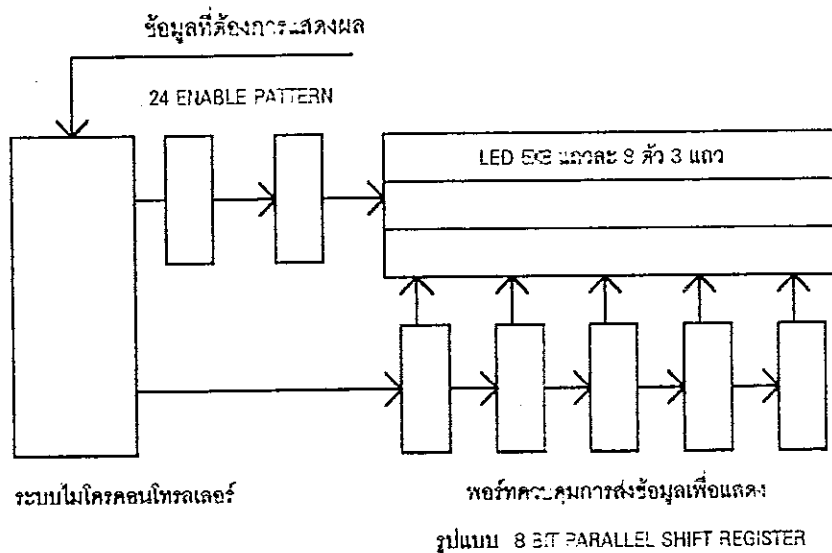 ข้อมูลที่ต้องการแสดงผล
24 ENABLE PATTERN
LED แถวละ 8 ตัว 3 แถว
ระบบไมโครคอนโทรลเลอร์
พอร์ทควบคุมการส่งข้อมูลเพื่อแสดง
รูปแบบ 8 BIT PARALLEL SHIFT REGISTER